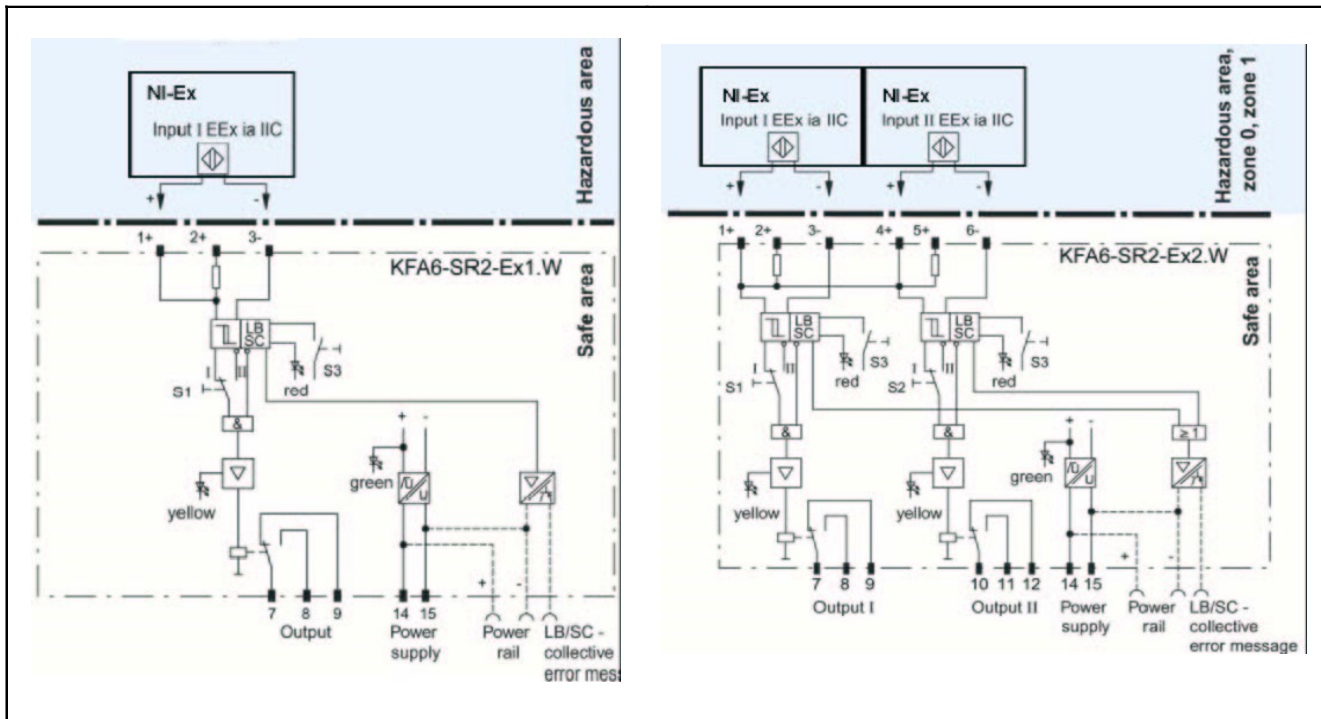 NI-Ex
Input I EEx ia IIC
Hazardous area
+ -
1+ 2+ 3-
KFA6-SR2-Ex1.W
Safe area
LB
SC
I II
S1
S3
red
&
+ -
green
yellow
U
U
+ -
7 8 9 14 15
Output
Power supply
Power rail
LB/SC -
collective
error mess
NI-Ex NI-Ex
Input I EEx ia IIC Input II EEx ia IIC
Hazardous area,
zone 0, zone 1
+ - + -
1+ 2+ 3- 4+ 5+ 6-
KFA6-SR2-Ex2.W
Safe area
LB LB
SC SC
I II I II
S1 S3 S2 S3
red red
& & ≥1
+ -
green
yellow yellow
U
U
+ -
7 8 9 10 11 12 14 15
Output I Output II
Power supply
Power rail
LB/SC -
collective
error message